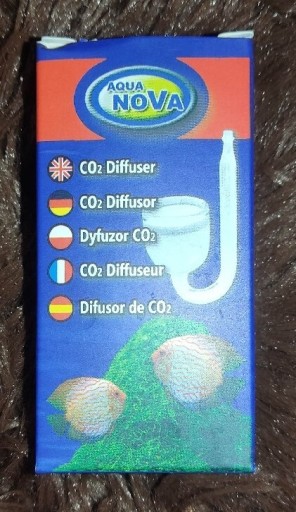 AQUA
NOVA
CO₂ Diffuser
CO₂ Diffusor
Dyfuzor CO₂
CO₂ Diffuseur
Difusor de CO₂